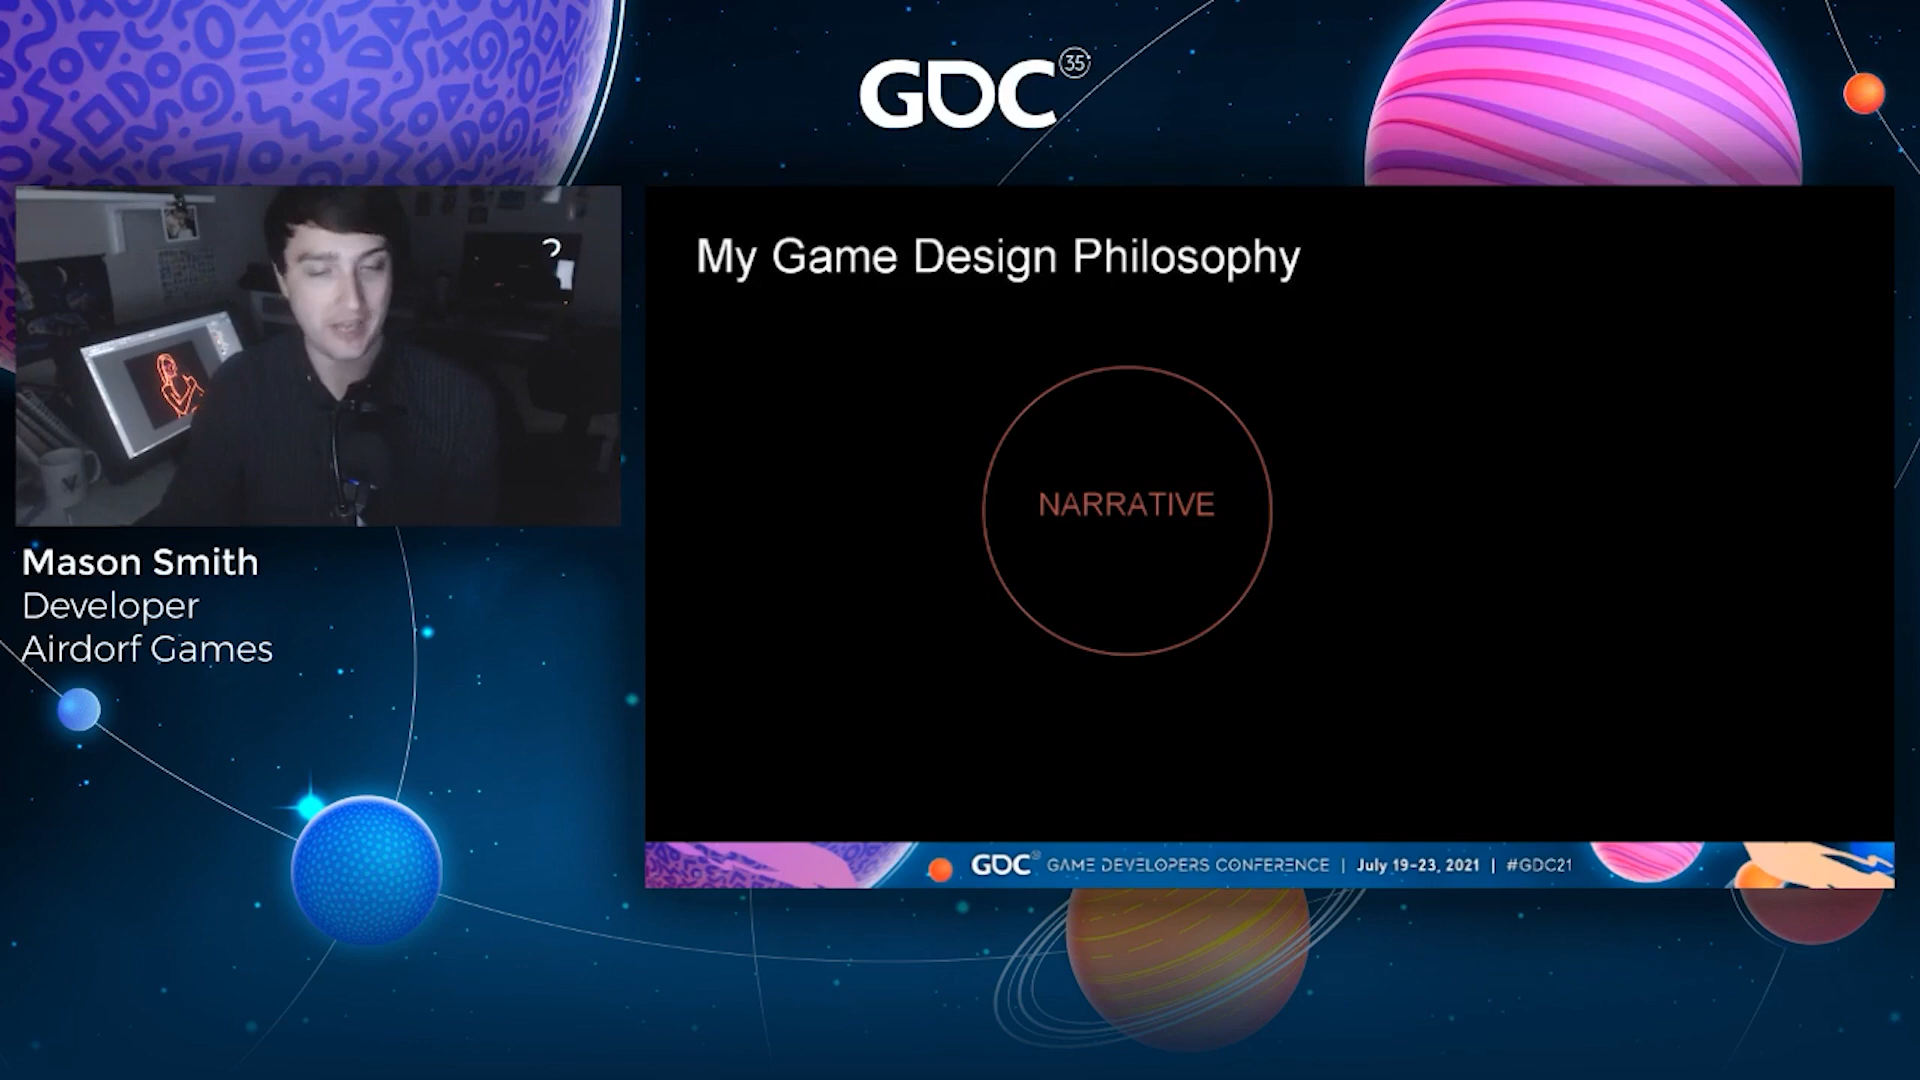 GDC 35
My Game Design Philosophy
NARRATIVE
Mason Smith
Developer
Airdorf Games
GDC GAME DEVELOPERS CONFERENCE | July 19-23, 2021 | #GDC21